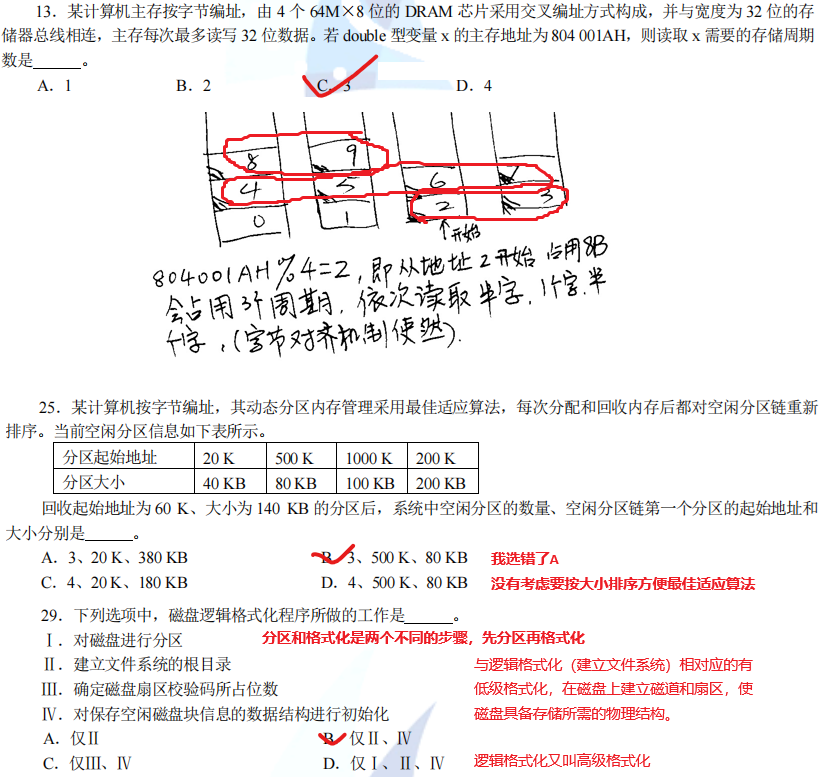 13．某计算机主存按字节编址，由 4 个 64M×8 位的 DRAM 芯片采用交叉编址方式构成，并与宽度为 32 位的存
储器总线相连，主存每次最多读写 32 位数据。若 double 型变量 x 的主存地址为 804 001AH，则读取 x 需要的存储周期
数是______。
A．1 B．2 C．3 D．4
8 9
4 5 6 7
2 3
0 1
↑开始
804001AH％4=2，即从地址2开始 占用8B
会占用3个周期，依次读取半字，1个字，半
个字，(字节对齐机制使然).
25．某计算机按字节编址，其动态分区内存管理采用最佳适应算法，每次分配和回收内存后都对空闲分区链重新
排序。当前空闲分区信息如下表所示。
分区起始地址 20 K 500 K 1000 K 200 K
分区大小 40 KB 80 KB 100 KB 200 KB
回收起始地址为 60 K、大小为 140 KB 的分区后，系统中空闲分区的数量、空闲分区链第一个分区的起始地址和
大小分别是______。
A．3、20 K、380 KB B．3、500 K、80 KB 我选错了A
C．4、20 K、180 KB D．4、500 K、80 KB 没有考虑要按大小排序方便最佳适应算法
29．下列选项中，磁盘逻辑格式化程序所做的工作是______。
Ⅰ．对磁盘进行分区 分区和格式化是两个不同的步骤，先分区再格式化
Ⅱ．建立文件系统的根目录 与逻辑格式化（建立文件系统）相对应的有
Ⅲ．确定磁盘扇区校验码所占位数 低级格式化，在磁盘上建立磁道和扇区，使
Ⅳ．对保存空闲磁盘块信息的数据结构进行初始化 磁盘具备存储所需的物理结构。
A．仅Ⅱ B．仅Ⅱ、Ⅳ
C．仅Ⅲ、Ⅳ D．仅Ⅰ、Ⅱ、Ⅳ 逻辑格式化又叫高级格式化